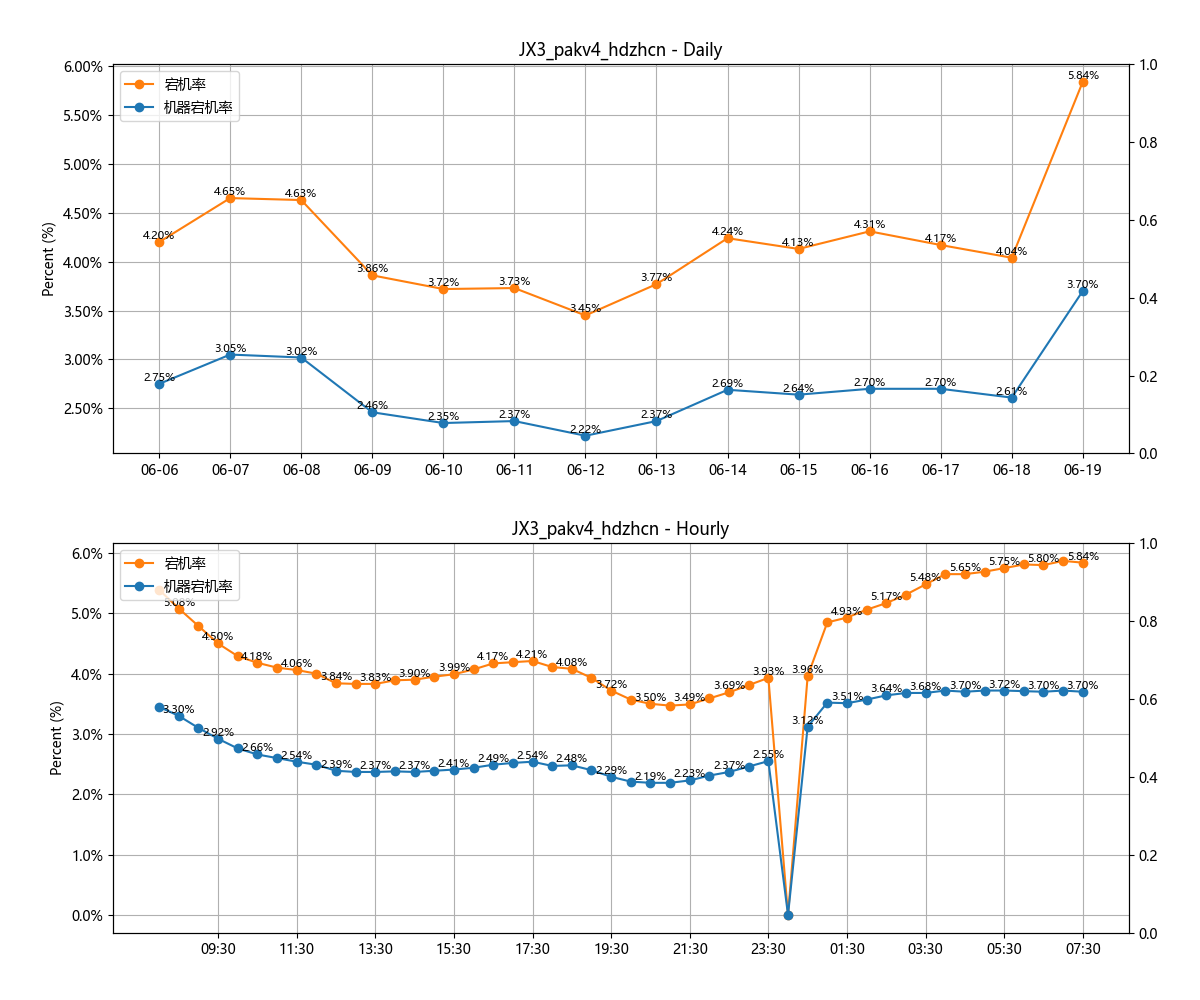 JX3_pakv4_hdzhcn - Daily
6.00%
5.50%
5.00%
4.50%
4.00%
3.50%
3.00%
2.50%
Percent (%)
宕机率
机器宕机率
4.20% 4.65% 4.63% 3.86% 3.72% 3.73% 3.45% 3.77% 4.24% 4.13% 4.31% 4.17% 4.04% 5.84%
2.75% 3.05% 3.02% 2.46% 2.35% 2.37% 2.22% 2.37% 2.69% 2.64% 2.70% 2.70% 2.61% 3.70%
1.0
0.8
0.6
0.4
0.2
0.0
06-06 06-07 06-08 06-09 06-10 06-11 06-12 06-13 06-14 06-15 06-16 06-17 06-18 06-19
JX3_pakv4_hdzhcn - Hourly
6.0%
5.0%
4.0%
3.0%
2.0%
1.0%
0.0%
Percent (%)
宕机率
机器宕机率
5.08% 4.50% 4.18% 4.06% 3.84% 3.83% 3.90% 3.99% 4.17% 4.21% 4.08% 3.72% 3.50% 3.49% 3.69% 3.93% 3.96% 4.93% 5.17% 5.48% 5.65% 5.75% 5.80% 5.84%
3.30% 2.92% 2.66% 2.54% 2.39% 2.37% 2.37% 2.41% 2.49% 2.54% 2.48% 2.29% 2.19% 2.23% 2.37% 2.55% 3.12% 3.51% 3.64% 3.68% 3.70% 3.72% 3.70% 3.70%
1.0
0.8
0.6
0.4
0.2
0.0
09:30 11:30 13:30 15:30 17:30 19:30 21:30 23:30 01:30 03:30 05:30 07:30